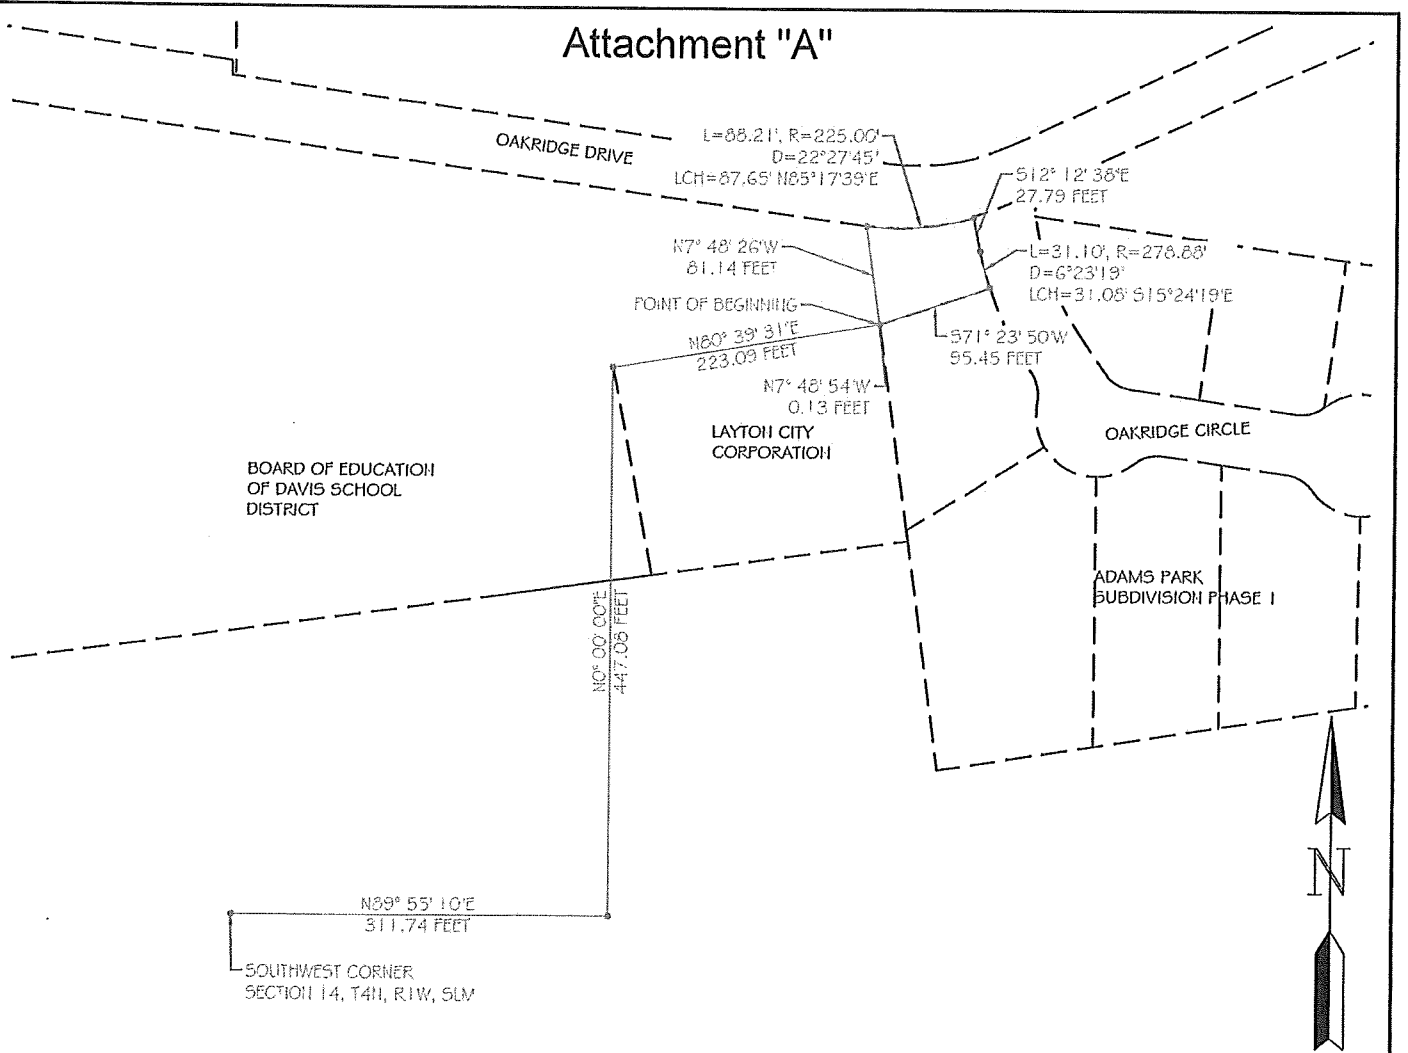 Attachment "A"
OAKRIDGE DRIVE
L=88.21', R=225.00'
D=22°27'45"
LCH=87.65' N85°17'39"E
S12° 12' 38"E
27.79 FEET
N7° 48' 26"W
81.14 FEET
L=31.10', R=278.88'
D=6°23'19"
LCH=31.08' S15°24'19"E
POINT OF BEGINNING
N80° 39' 31"E
223.09 FEET
S71° 23' 50"W
95.45 FEET
N7° 48' 54"W
0.13 FEET
LAYTON CITY
CORPORATION
OAKRIDGE CIRCLE
BOARD OF EDUCATION
OF DAVIS SCHOOL
DISTRICT
ADAMS PARK
SUBDIVISION PHASE 1
N0° 00' 00"E
447.08 FEET
N89° 55' 10"E
311.74 FEET
SOUTHWEST CORNER
SECTION 14, T4N, R1W, SLM
N